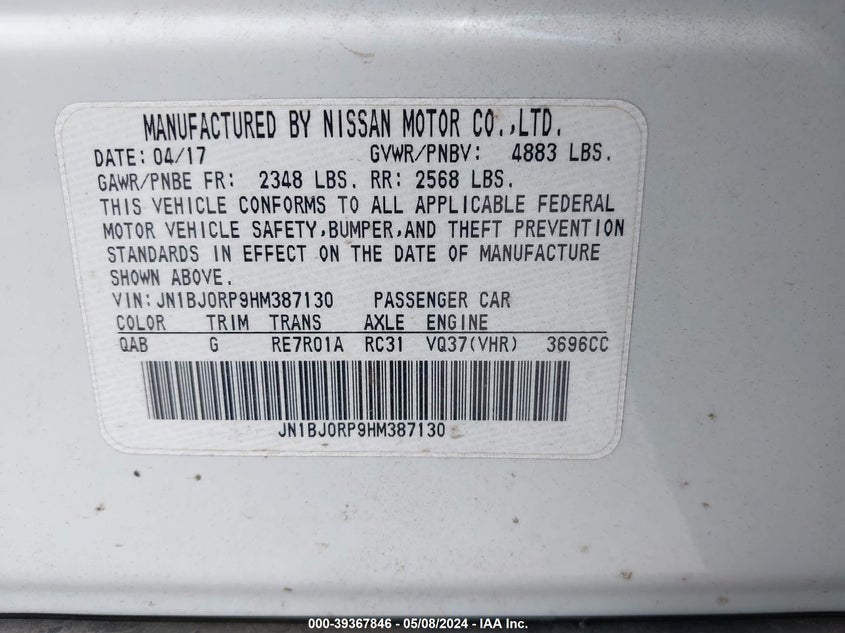 MANUFACTURED BY NISSAN MOTOR CO.,LTD.
DATE: 04/17 GVWR/PNBV: 4883 LBS.
GAWR/PNBE FR: 2348 LBS. RR: 2568 LBS.
THIS VEHICLE CONFORMS TO ALL APPLICABLE FEDERAL
MOTOR VEHICLE SAFETY,BUMPER,AND THEFT PREVENTION
STANDARDS IN EFFECT ON THE DATE OF MANUFACTURE
SHOWN ABOVE.
VIN:JN1BJ0RP9HM387130 PASSENGER CAR
COLOR TRIM TRANS AXLE ENGINE
QAB G RE7R01A RC31 VQ37(VHR) 3696CC
JN1BJ0RP9HM387130
000-39367846 - 05/08/2024 - IAA Inc.